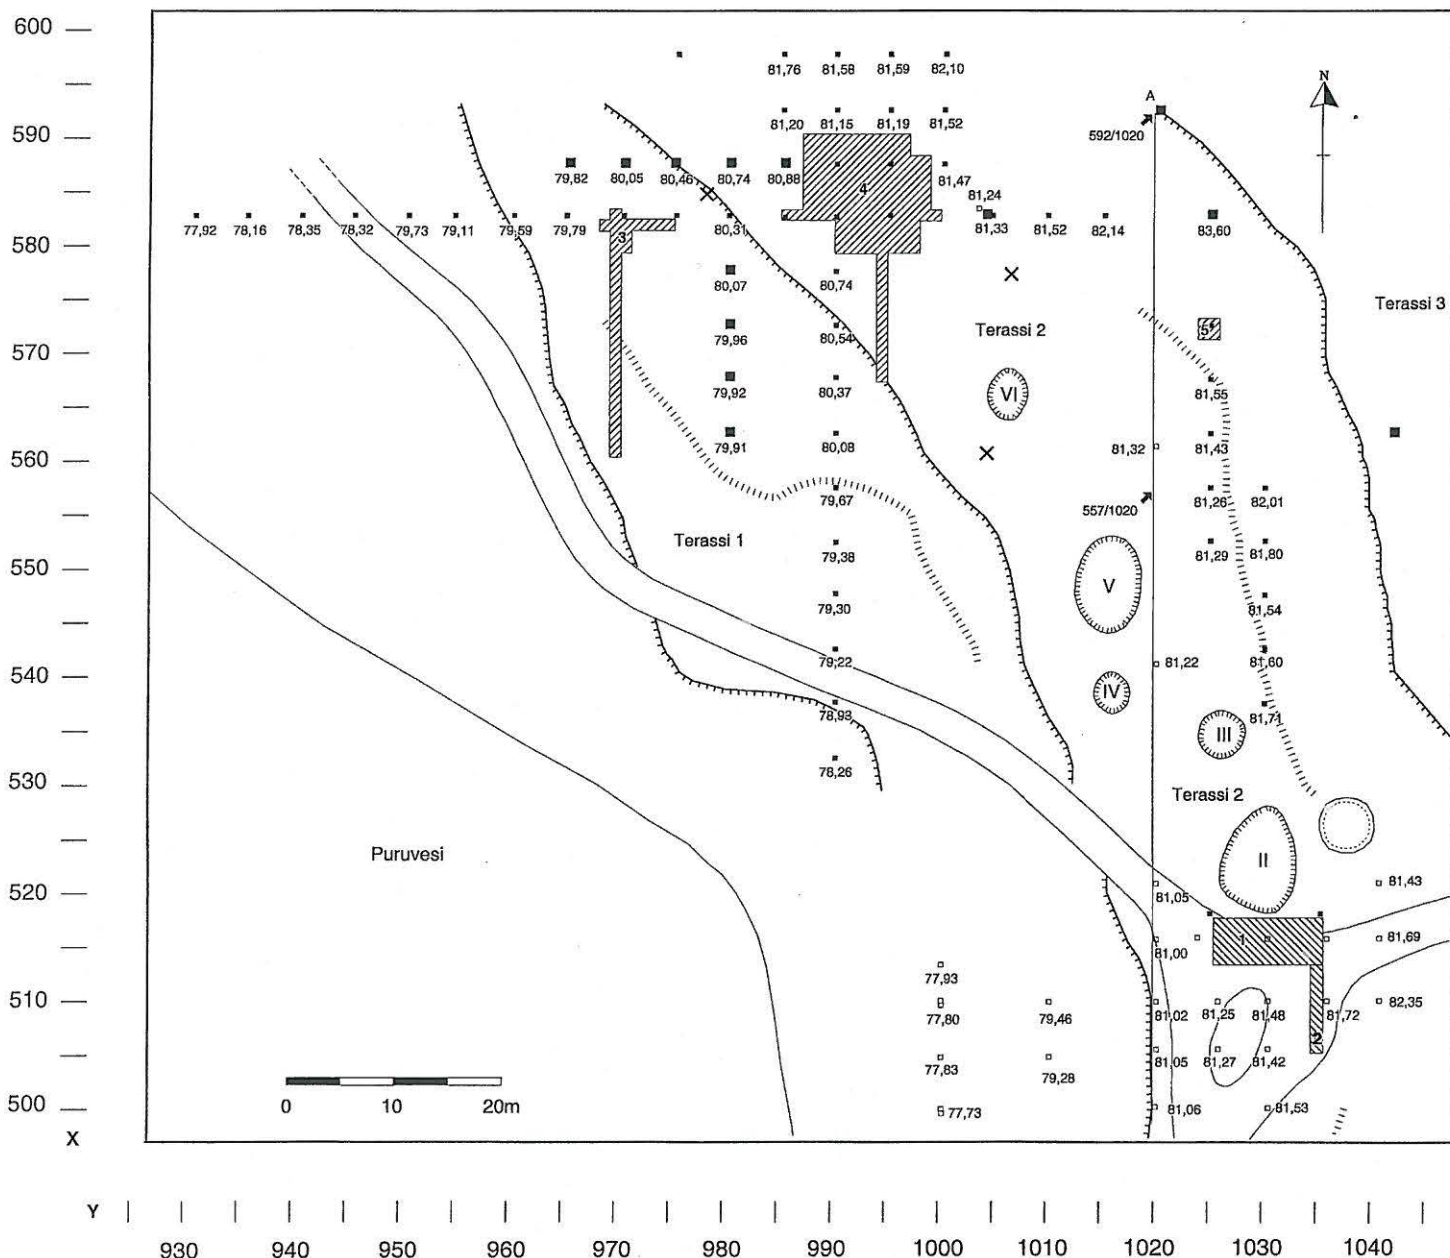 600
81,76 81,58 81,59 82,10
N
A
590
81,20 81,15 81,19 81,52
592/1020
79,82 80,05 80,46 80,74 80,88 4 81,47
81,24
77,92 78,16 78,35 78,32 79,73 79,11 79,59 79,79 3 80,31 81,33 81,52 82,14 83,60
580
80,07 80,74
Terassi 3
79,96 80,54 Terassi 2 5
570
79,92 80,37 VI 81,55
79,91 80,08 81,32 81,43
560
79,67 557/1020 81,26 82,01
Terassi 1
79,38 V 81,29 81,80
550
79,30 81,54
79,22 81,22 81,60
540
IV
78,93 III 81,71
78,26
530
Terassi 2
Puruvesi
II
520
81,05 81,43
81,00 1 81,69
77,93
510
77,80 79,46 81,02 81,25 81,48 81,72 82,35
2
77,83 79,28 81,05 81,27 81,42
500
77,73 81,06 81,53
0 10 20m
X
Y
930 940 950 960 970 980 990 1000 1010 1020 1030 1040